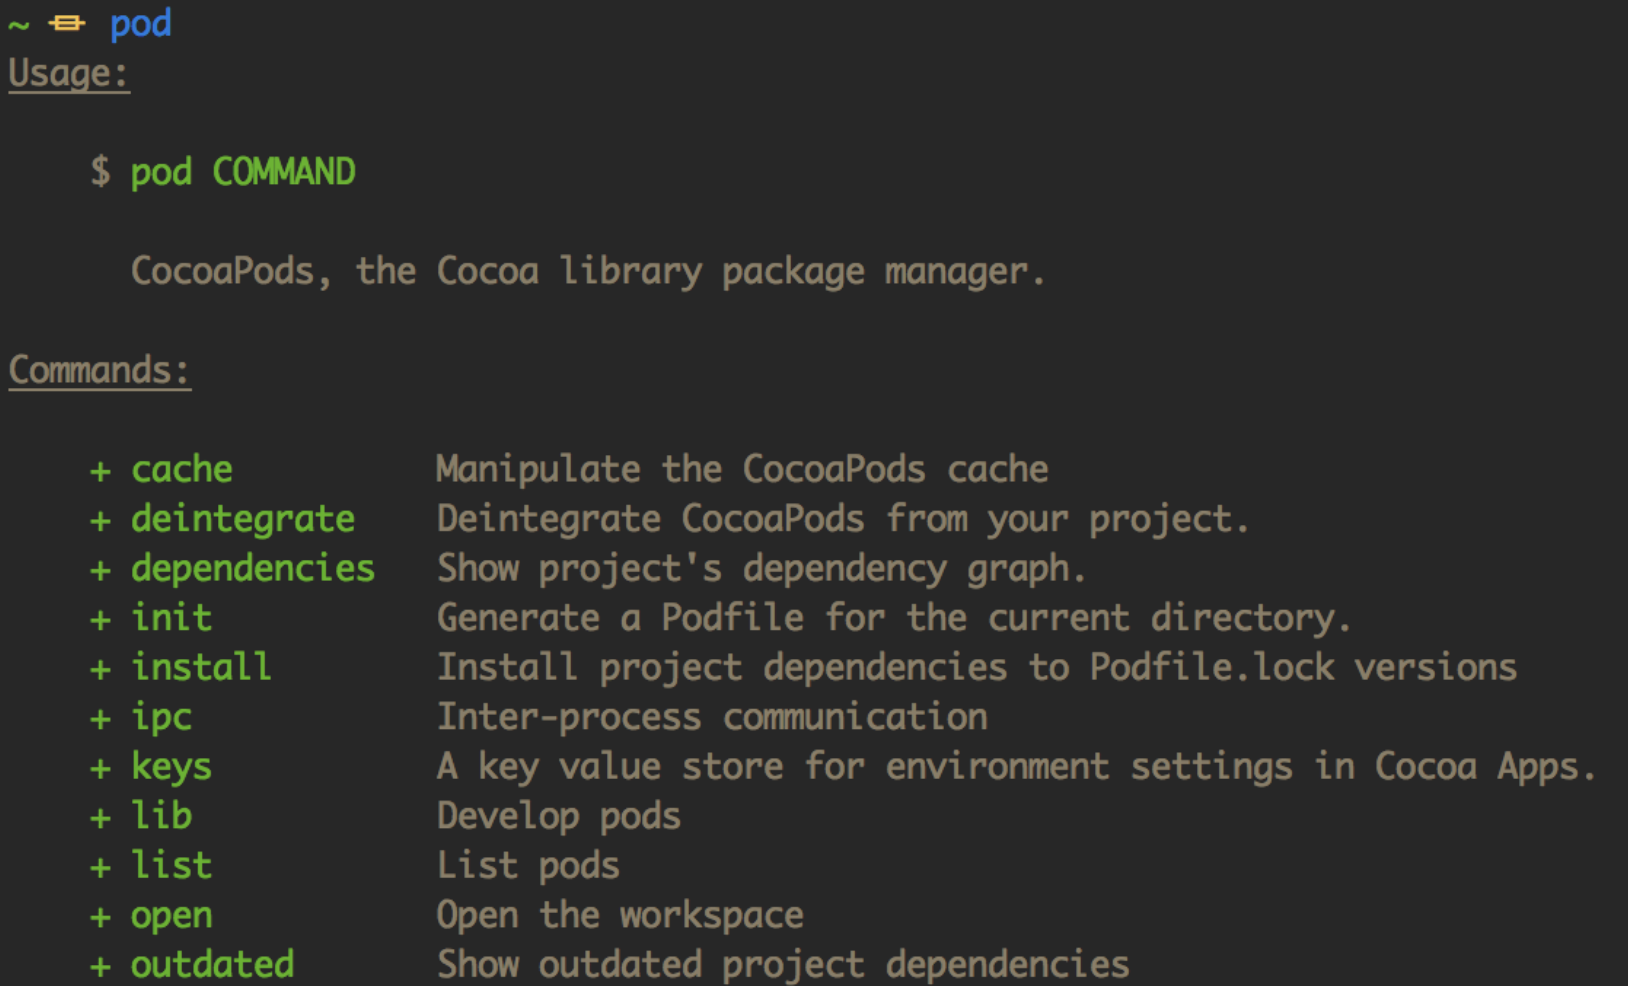 ~ pod
Usage:
$ pod COMMAND
CocoaPods, the Cocoa library package manager.
Commands:
+ cache Manipulate the CocoaPods cache
+ deintegrate Deintegrate CocoaPods from your project.
+ dependencies Show project's dependency graph.
+ init Generate a Podfile for the current directory.
+ install Install project dependencies to Podfile.lock versions
+ ipc Inter-process communication
+ keys A key value store for environment settings in Cocoa Apps.
+ lib Develop pods
+ list List pods
+ open Open the workspace
+ outdated Show outdated project dependencies